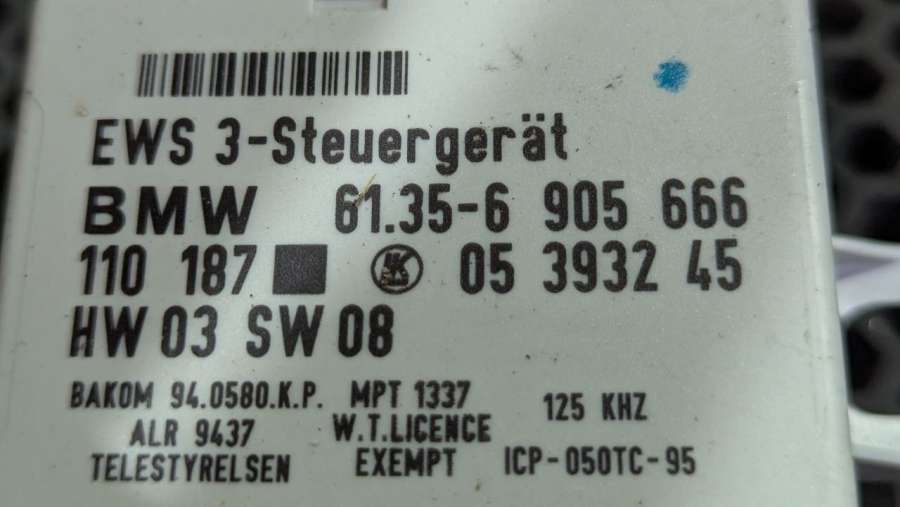 EWS 3-Steuergerät
BMW 61.35-6 905 666
110 187 K 05 3932 45
HW 03 SW 08
BAKOM 94.0580.K.P. MPT 1337 125 KHZ
ALR 9437 W.T.LICENCE
TELESTYRELSEN EXEMPT ICP-050TC-95